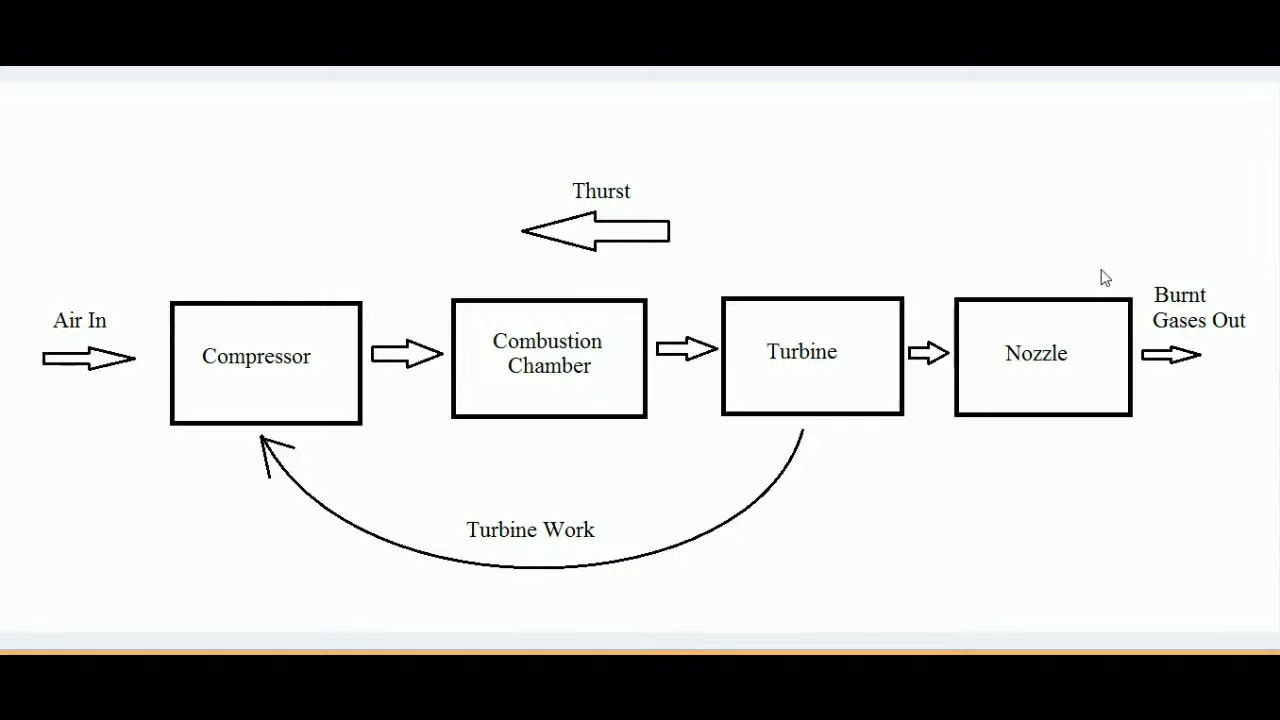 Thurst
Air In
Compressor
Combustion
Chamber
Turbine
Nozzle
Burnt
Gases Out
Turbine Work